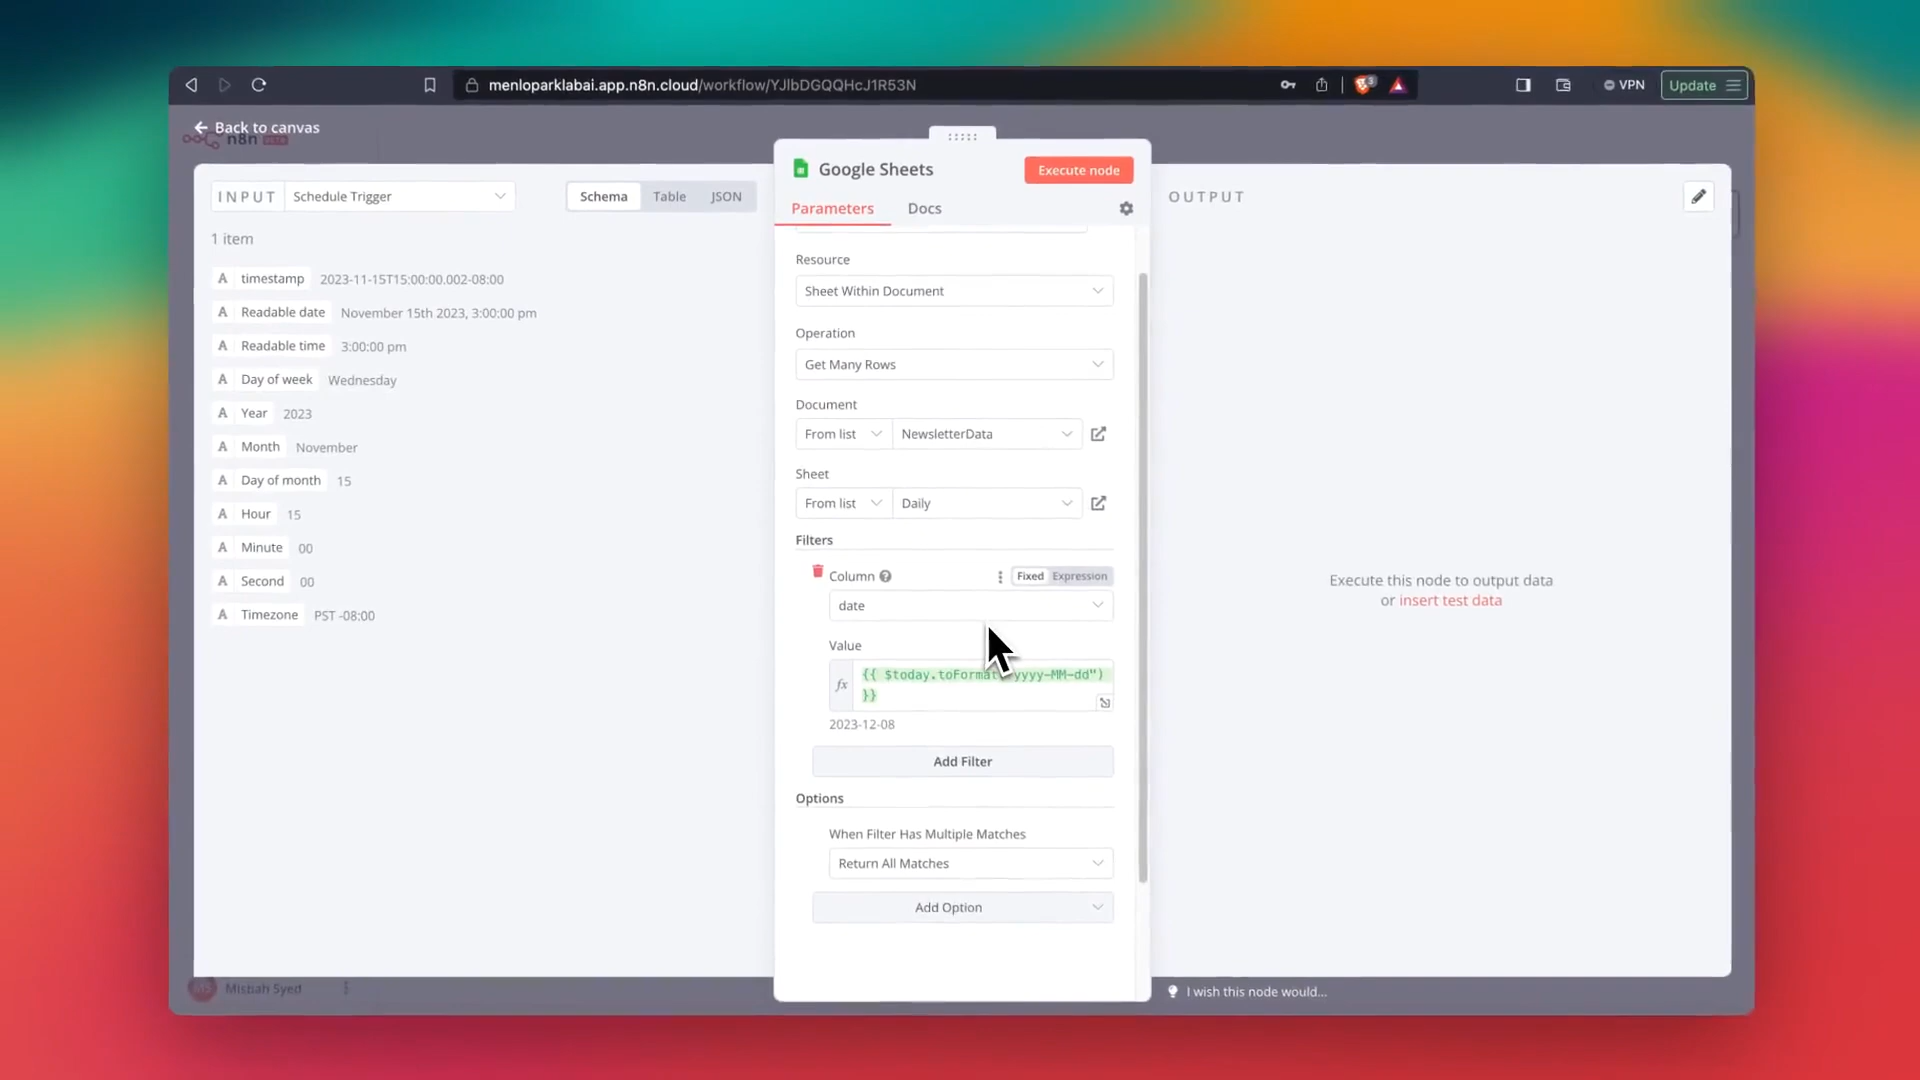 menloparklabai.app.n8n.cloud/workflow/YJlbDGQQHcJ1R53N
3
VPN
Update
Back to canvas
n8n BETA
Google Sheets
Execute node
Parameters
Docs
INPUT
Schedule Trigger
Schema
Table
JSON
1 item
A timestamp 2023-11-15T15:00:00.002-08:00
A Readable date November 15th 2023, 3:00:00 pm
A Readable time 3:00:00 pm
A Day of week Wednesday
A Year 2023
A Month November
A Day of month 15
A Hour 15
A Minute 00
A Second 00
A Timezone PST -08:00
Resource
Sheet Within Document
Operation
Get Many Rows
Document
From list
NewsletterData
Sheet
From list
Daily
Filters
Column
Fixed
Expression
date
Value
fx
{{ $today.toFormat yyyy-MM-dd")
}}
2023-12-08
Add Filter
Options
When Filter Has Multiple Matches
Return All Matches
Add Option
OUTPUT
Execute this node to output data
or insert test data
Misbah Syed
I wish this node would...